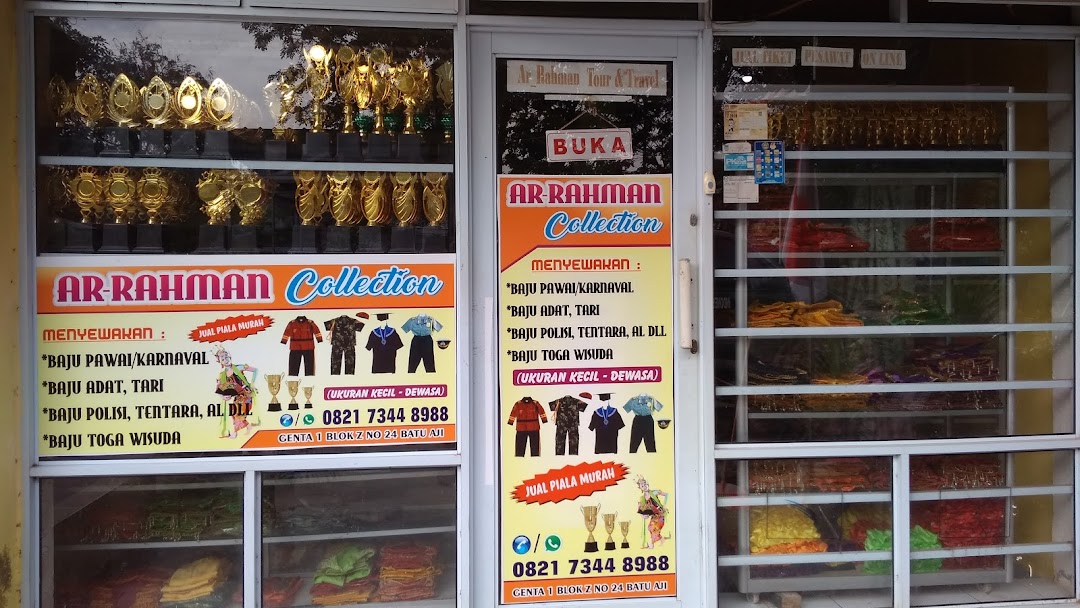 JUAL TIKET PESAWAT ON LINE
Ar_Rahman Tour & Travel
BUKA
AR-RAHMAN Collection
MENYEWAKAN :
JUAL PIALA MURAH
*BAJU PAWAI/KARNAVAL
*BAJU ADAT, TARI
*BAJU POLISI, TENTARA, AL DLL
*BAJU TOGA WISUDA
(UKURAN KECIL - DEWASA)
/ 0821 7344 8988
GENTA 1 BLOK Z NO 24 BATU AJI
AR-RAHMAN
Collection
MENYEWAKAN :
*BAJU PAWAI/KARNAVAL
*BAJU ADAT, TARI
*BAJU POLISI, TENTARA, AL DLL
*BAJU TOGA WISUDA
(UKURAN KECIL - DEWASA)
JUAL PIALA MURAH
/
0821 7344 8988
GENTA 1 BLOK Z NO 24 BATU AJI